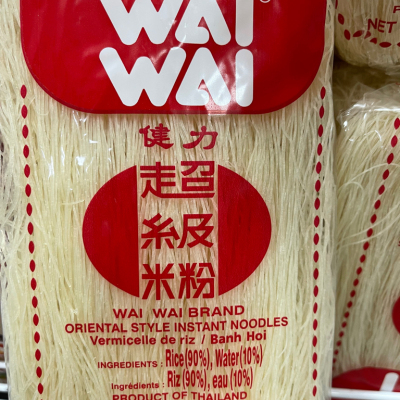 WAI
WAI
®
健力
超
級
米粉
WAI WAI BRAND
ORIENTAL STYLE INSTANT NOODLES
Vermicelle de riz / Banh Hoi
INGREDIENTS : Rice(90%), Water(10%)
Ingrédients : Riz (90%), eau (10%)
PRODUCT OF THAILAND
NET